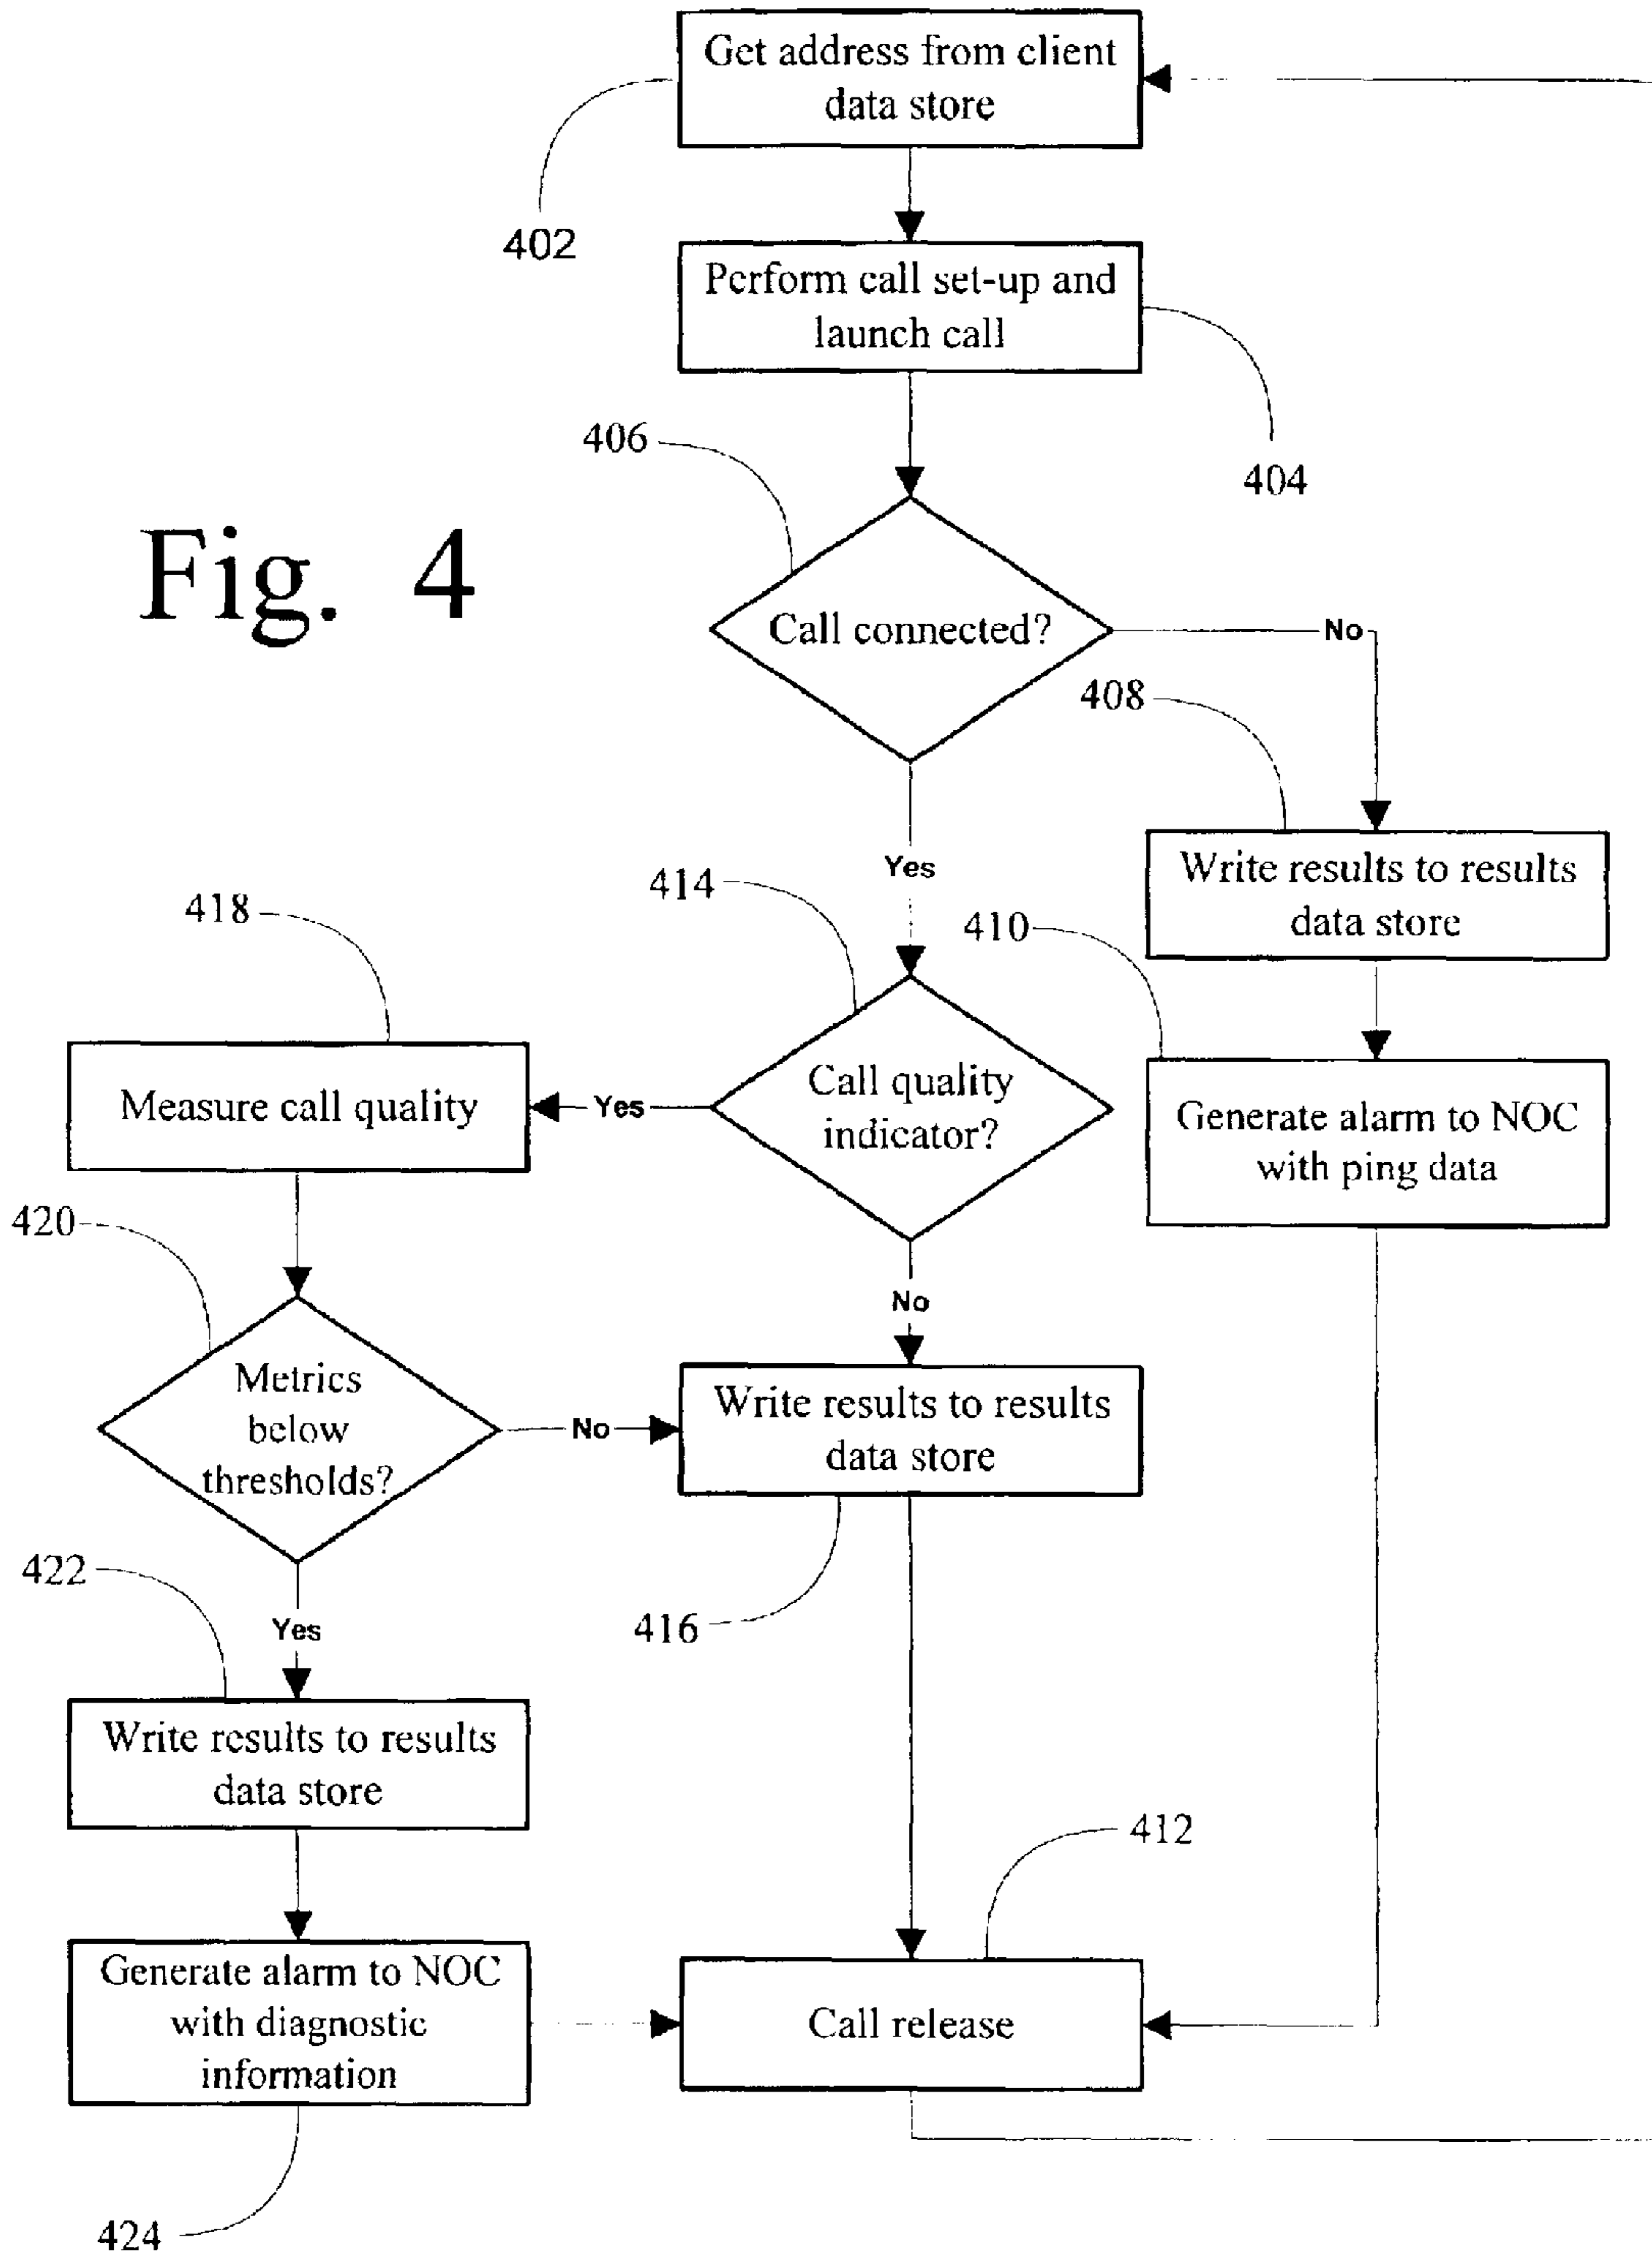 Get address from client
data store
402
Perform call set-up and
launch call
404
406
Fig. 4
Call connected?
No
408
Yes
Write results to results
data store
414
410
418
Call quality
indicator?
Yes
Measure call quality
Generate alarm to NOC
with ping data
420
No
Metrics
below
thresholds?
No
Write results to results
data store
422
416
Yes
Write results to results
data store
412
Generate alarm to NOC
with diagnostic
information
Call release
424